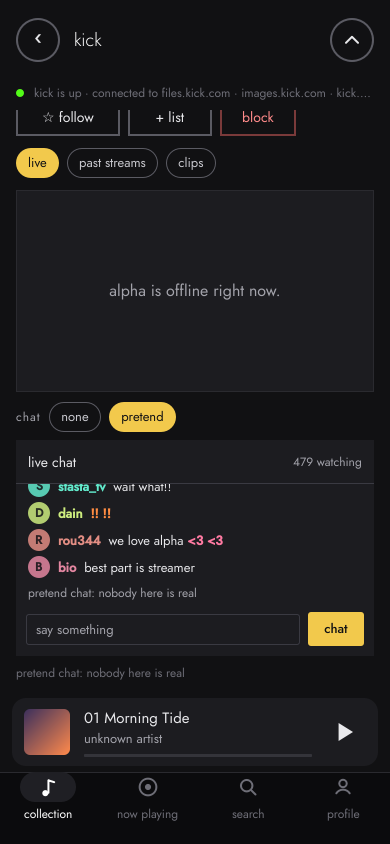 kick
kick is up · connected to files.kick.com · images.kick.com · kick....
☆ follow
+ list
block
live
past streams
clips
alpha is offline right now.
chat
none
pretend
live chat
479 watching
S stasta_tv wait what!!
D dain !! !!
R rou344 we love alpha <3 <3
B bio best part is streamer
pretend chat: nobody here is real
say something
chat
pretend chat: nobody here is real
01 Morning Tide
unknown artist
collection
now playing
search
profile